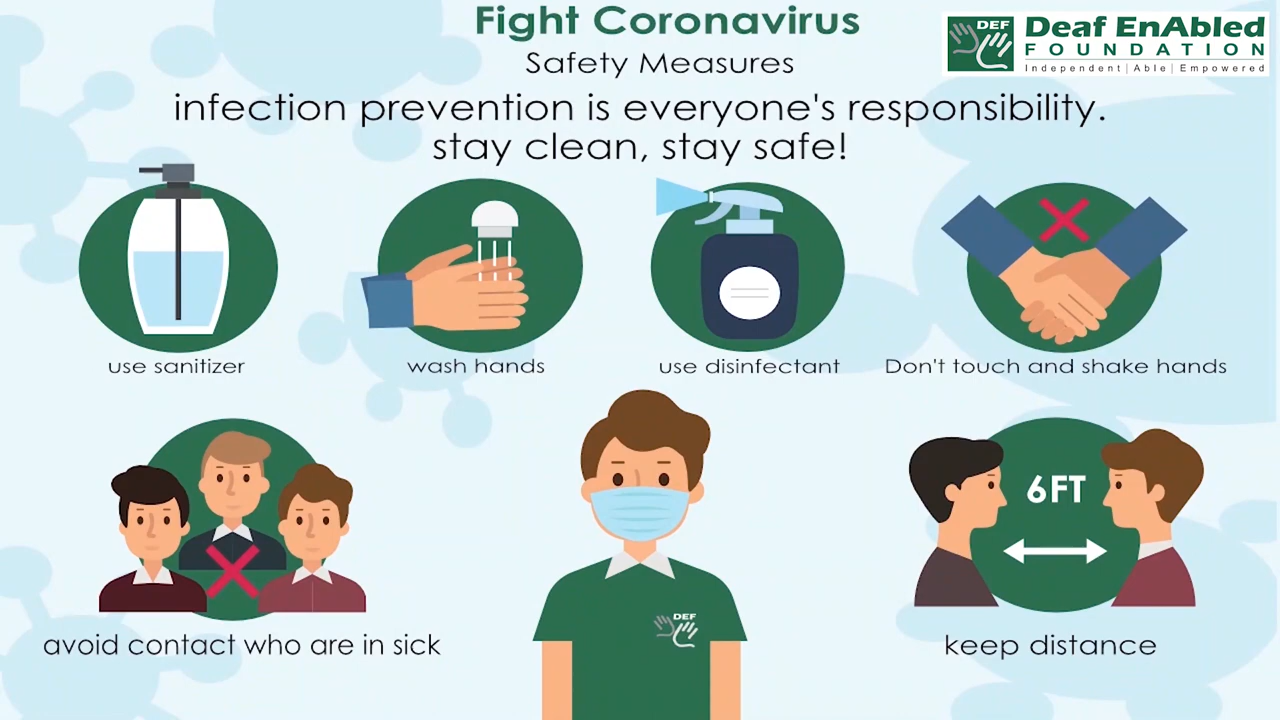 Fight Coronavirus
Safety Measures
DEF
Deaf EnAbled
FOUNDATION
Independent | Able | Empowered
infection prevention is everyone's responsibility.
stay clean, stay safe!
use sanitizer
wash hands
use disinfectant
Don't touch and shake hands
6FT
DEF
avoid contact who are in sick
keep distance